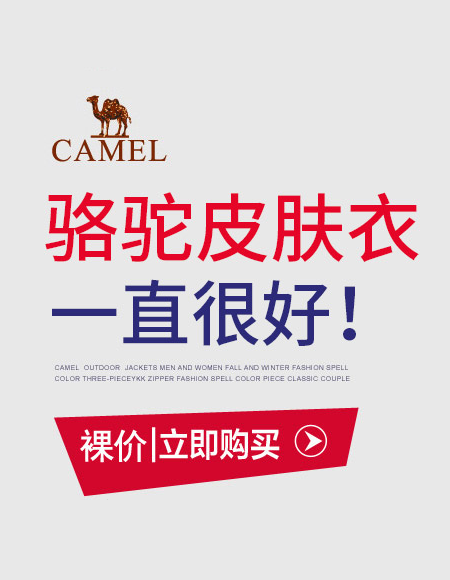 CAMEL
骆驼皮肤衣
一直很好！
CAMEL OUTDOOR JACKETS MEN AND WOMEN FALL AND WINTER FASHION SPELL
COLOR THREE-PIECEYKK ZIPPER FASHION SPELL COLOR PIECE CLASSIC COUPLE
裸价|立即购买